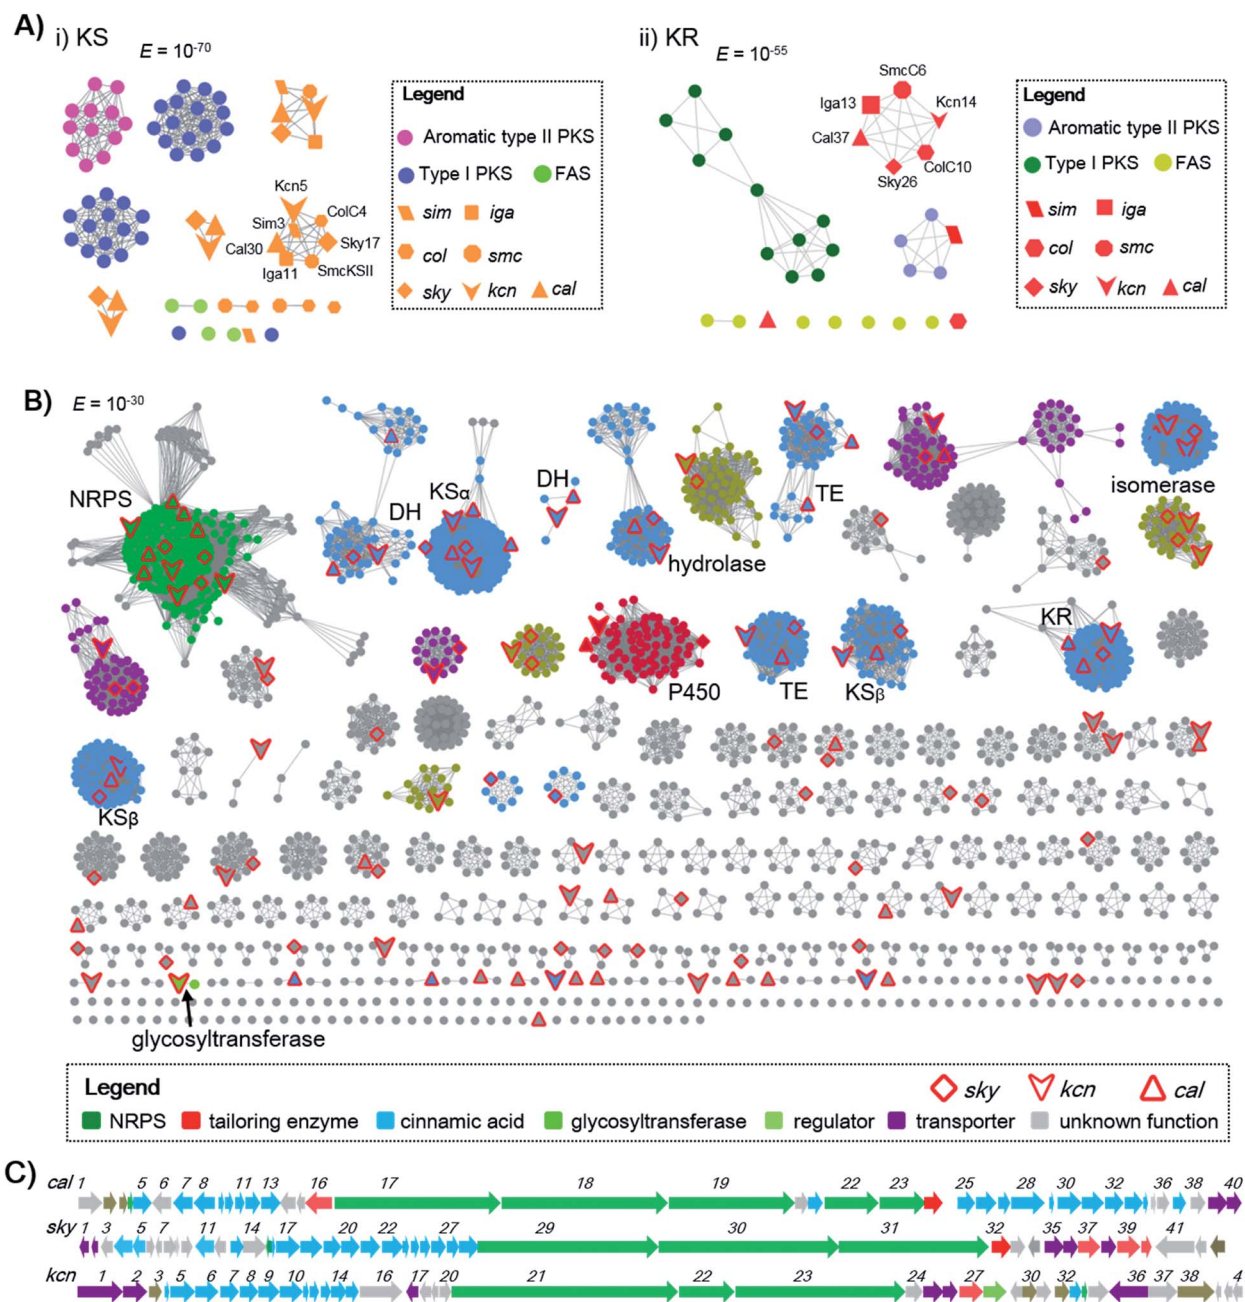 A)
i) KS
E = 10-70
Kcn5
ColC4
Sim3
Sky17
Cal30
Iga11
SmcKSII
Legend
Aromatic type II PKS
Type I PKS
FAS
sim
iga
col
smc
sky
kcn
cal
ii) KR
E = 10-55
SmcC6
Iga13
Kcn14
Cal37
ColC10
Sky26
Legend
Aromatic type II PKS
Type I PKS
FAS
sim
iga
col
smc
sky
kcn
cal
B)
E = 10-30
NRPS
DH
KSα
DH
TE
hydrolase
isomerase
P450
TE
KSβ
KR
KSβ
glycosyltransferase
Legend
sky
kcn
cal
NRPS
tailoring enzyme
cinnamic acid
glycosyltransferase
regulator
transporter
unknown function
C)
cal
1 5 6 7 8 11 13 16 17 18 19 22 23 25 28 30 32 36 38 40
sky
1 3 5 7 11 14 17 20 22 27 29 30 31 32 35 37 39 41
kcn
1 2 3 5 6 7 8 9 10 14 16 17 20 21 22 23 24 27 30 32 36 37 38 4